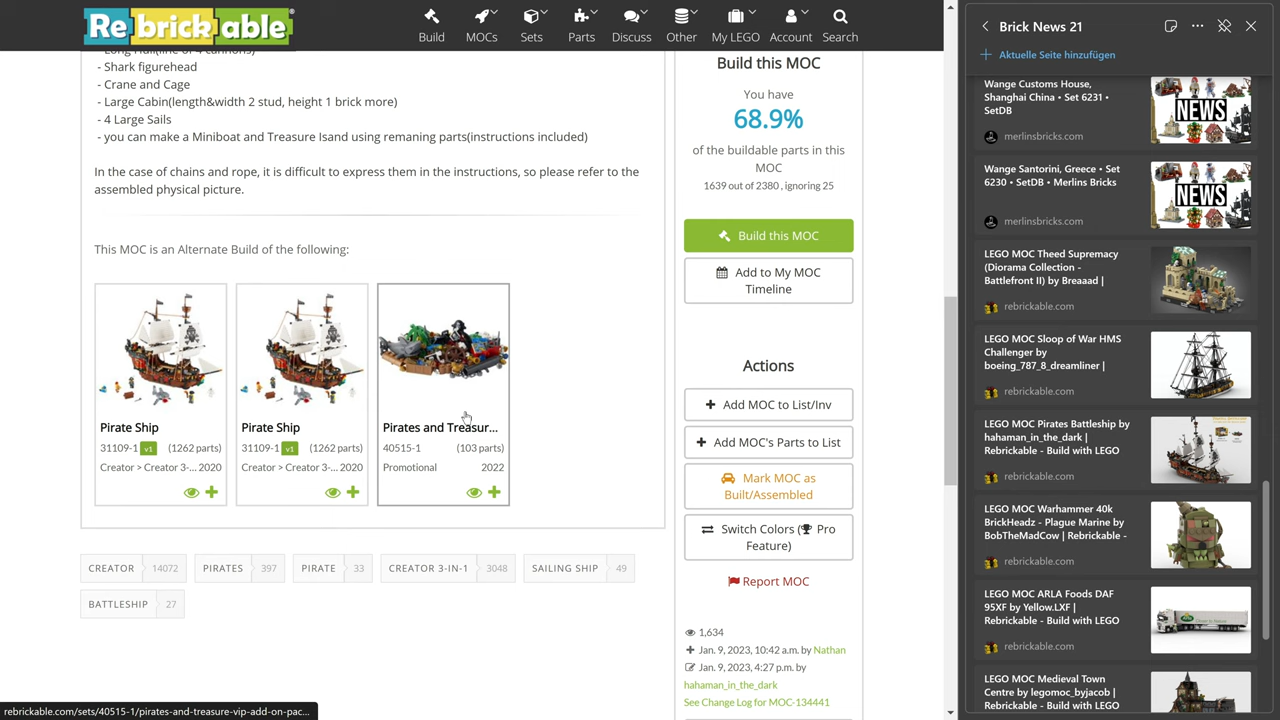 Rebrickable
Build
MOCs
Sets
Parts
Discuss
Other
My LEGO
Account
Search
- Shark figurehead
- Crane and Cage
- Large Cabin(length&width 2 stud, height 1 brick more)
- 4 Large Sails
- you can make a Miniboat and Treasure Isand using remaning parts(instructions included)
In the case of chains and rope, it is difficult to express them in the instructions, so please refer to the
assembled physical picture.
This MOC is an Alternate Build of the following:
Pirate Ship
31109-1 v1 (1262 parts)
Creator > Creator 3-... 2020
Pirate Ship
31109-1 v1 (1262 parts)
Creator > Creator 3-... 2020
Pirates and Treasur...
40515-1 (103 parts)
Promotional 2022
CREATOR 14072
PIRATES 397
PIRATE 33
CREATOR 3-IN-1 3048
SAILING SHIP 49
BATTLESHIP 27
rebrickable.com/sets/40515-1/pirates-and-treasure-vip-add-on-pac...
Build this MOC
You have
68.9%
of the buildable parts in this
MOC
1639 out of 2380 , ignoring 25
Build this MOC
Add to My MOC
Timeline
Actions
+ Add MOC to List/Inv
+ Add MOC's Parts to List
Mark MOC as
Built/Assembled
Switch Colors (Pro
Feature)
Report MOC
1,634
+ Jan. 9, 2023, 10:42 a.m. by Nathan
Jan. 9, 2023, 4:27 p.m. by
hahaman_in_the_dark
See Change Log for MOC-134441
Brick News 21
Aktuelle Seite hinzufügen
Wange Customs House,
Shanghai China • Set 6231 •
SetDB
merlinsbricks.com
NEWS
Wange Santorini, Greece • Set
6230 • SetDB • Merlins Bricks
merlinsbricks.com
NEWS
LEGO MOC Theed Supremacy
(Diorama Collection -
Battlefront II) by Breaaad |
rebrickable.com
LEGO MOC Sloop of War HMS
Challenger by
boeing_787_8_dreamliner |
rebrickable.com
LEGO MOC Pirates Battleship by
hahaman_in_the_dark |
Rebrickable - Build with LEGO
rebrickable.com
LEGO MOC Warhammer 40k
BrickHeadz - Plague Marine by
BobTheMadCow | Rebrickable -
rebrickable.com
LEGO MOC ARLA Foods DAF
95XF by Yellow.LXF |
Rebrickable - Build with LEGO
rebrickable.com
LEGO MOC Medieval Town
Centre by legomoc_byjacob |
Rebrickable - Build with LEGO